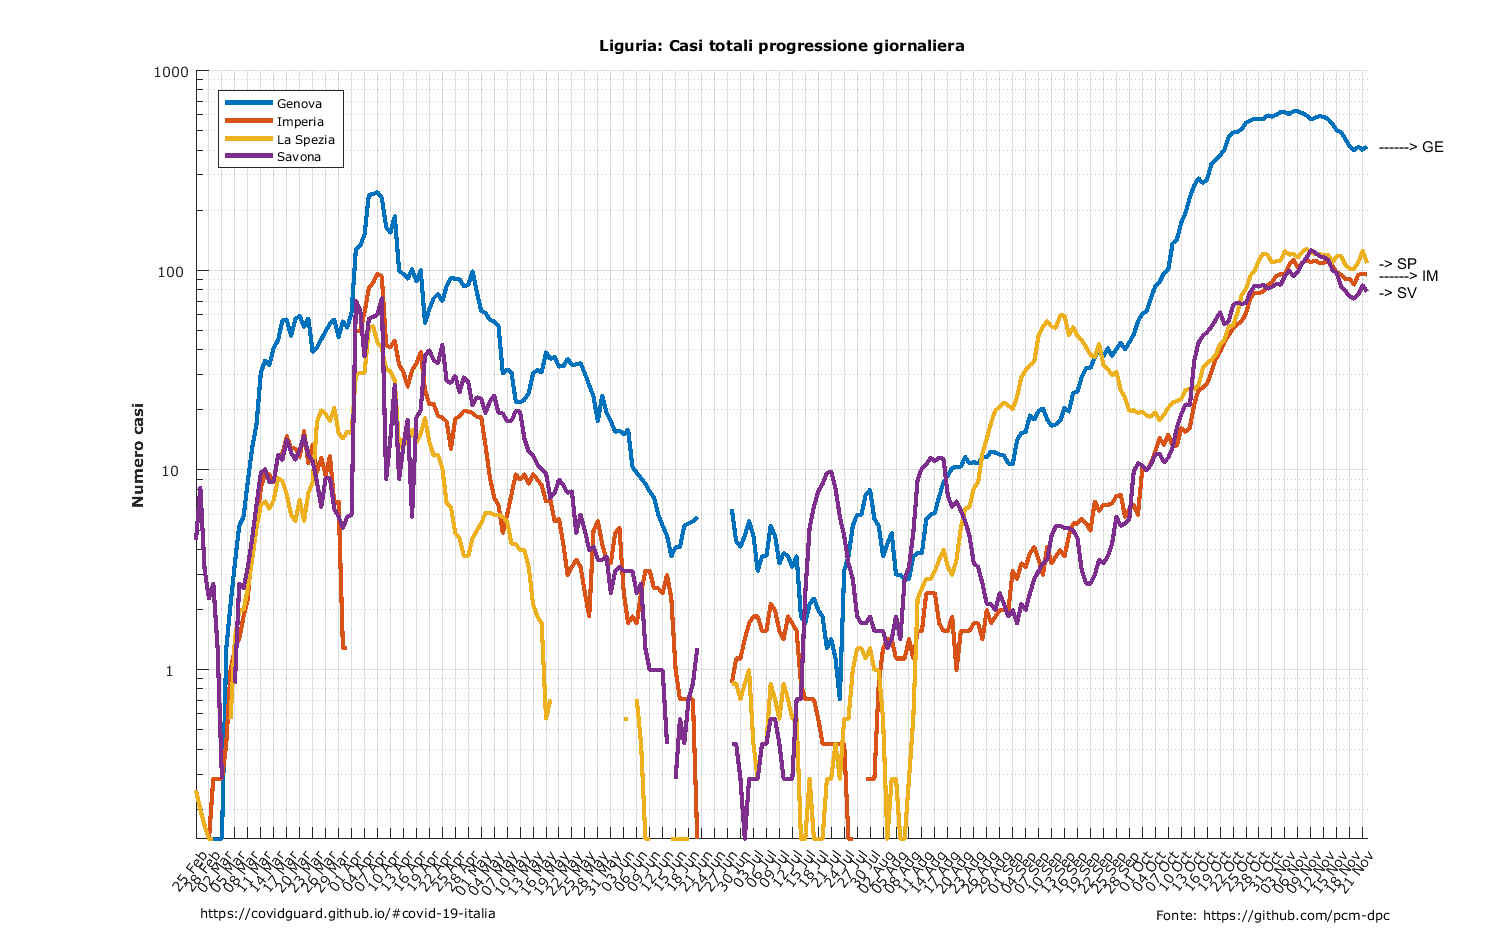 Liguria: Casi totali progressione giornaliera
1000
100
10
1
Numero casi
Genova
Imperia
La Spezia
Savona
------> GE
-> SP
------> IM
-> SV
25 Feb
28 Feb
02 Mar
05 Mar
08 Mar
11 Mar
14 Mar
17 Mar
20 Mar
23 Mar
26 Mar
29 Mar
01 Apr
04 Apr
07 Apr
10 Apr
13 Apr
16 Apr
19 Apr
22 Apr
25 Apr
28 Apr
01 May
04 May
07 May
10 May
13 May
16 May
19 May
22 May
25 May
28 May
31 May
03 Jun
06 Jun
09 Jun
12 Jun
15 Jun
18 Jun
21 Jun
24 Jun
27 Jun
30 Jun
03 Jul
06 Jul
09 Jul
12 Jul
15 Jul
18 Jul
21 Jul
24 Jul
27 Jul
30 Jul
02 Aug
05 Aug
08 Aug
11 Aug
14 Aug
17 Aug
20 Aug
23 Aug
26 Aug
29 Aug
01 Sep
04 Sep
07 Sep
10 Sep
13 Sep
16 Sep
19 Sep
22 Sep
25 Sep
28 Sep
01 Oct
04 Oct
07 Oct
10 Oct
13 Oct
16 Oct
19 Oct
22 Oct
25 Oct
28 Oct
31 Oct
03 Nov
06 Nov
09 Nov
12 Nov
15 Nov
18 Nov
21 Nov
https://covidguard.github.io/#covid-19-italia
Fonte: https://github.com/pcm-dpc